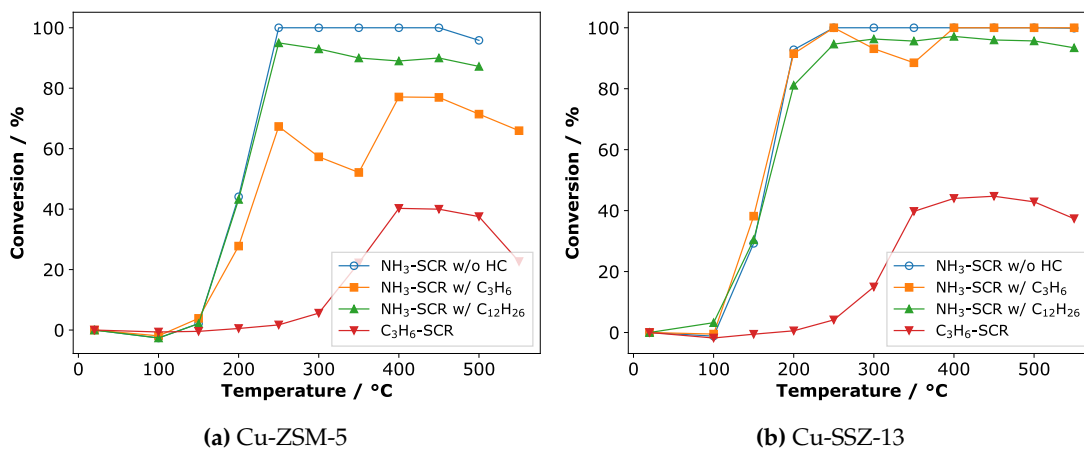 100
80
60
40
20
0
Conversion / %
NH₃-SCR w/o HC
NH₃-SCR w/ C₃H₆
NH₃-SCR w/ C₁₂H₂₆
C₃H₆-SCR
0 100 200 300 400 500
Temperature / °C
(a) Cu-ZSM-5
100
80
60
40
20
0
Conversion / %
NH₃-SCR w/o HC
NH₃-SCR w/ C₃H₆
NH₃-SCR w/ C₁₂H₂₆
C₃H₆-SCR
0 100 200 300 400 500
Temperature / °C
(b) Cu-SSZ-13